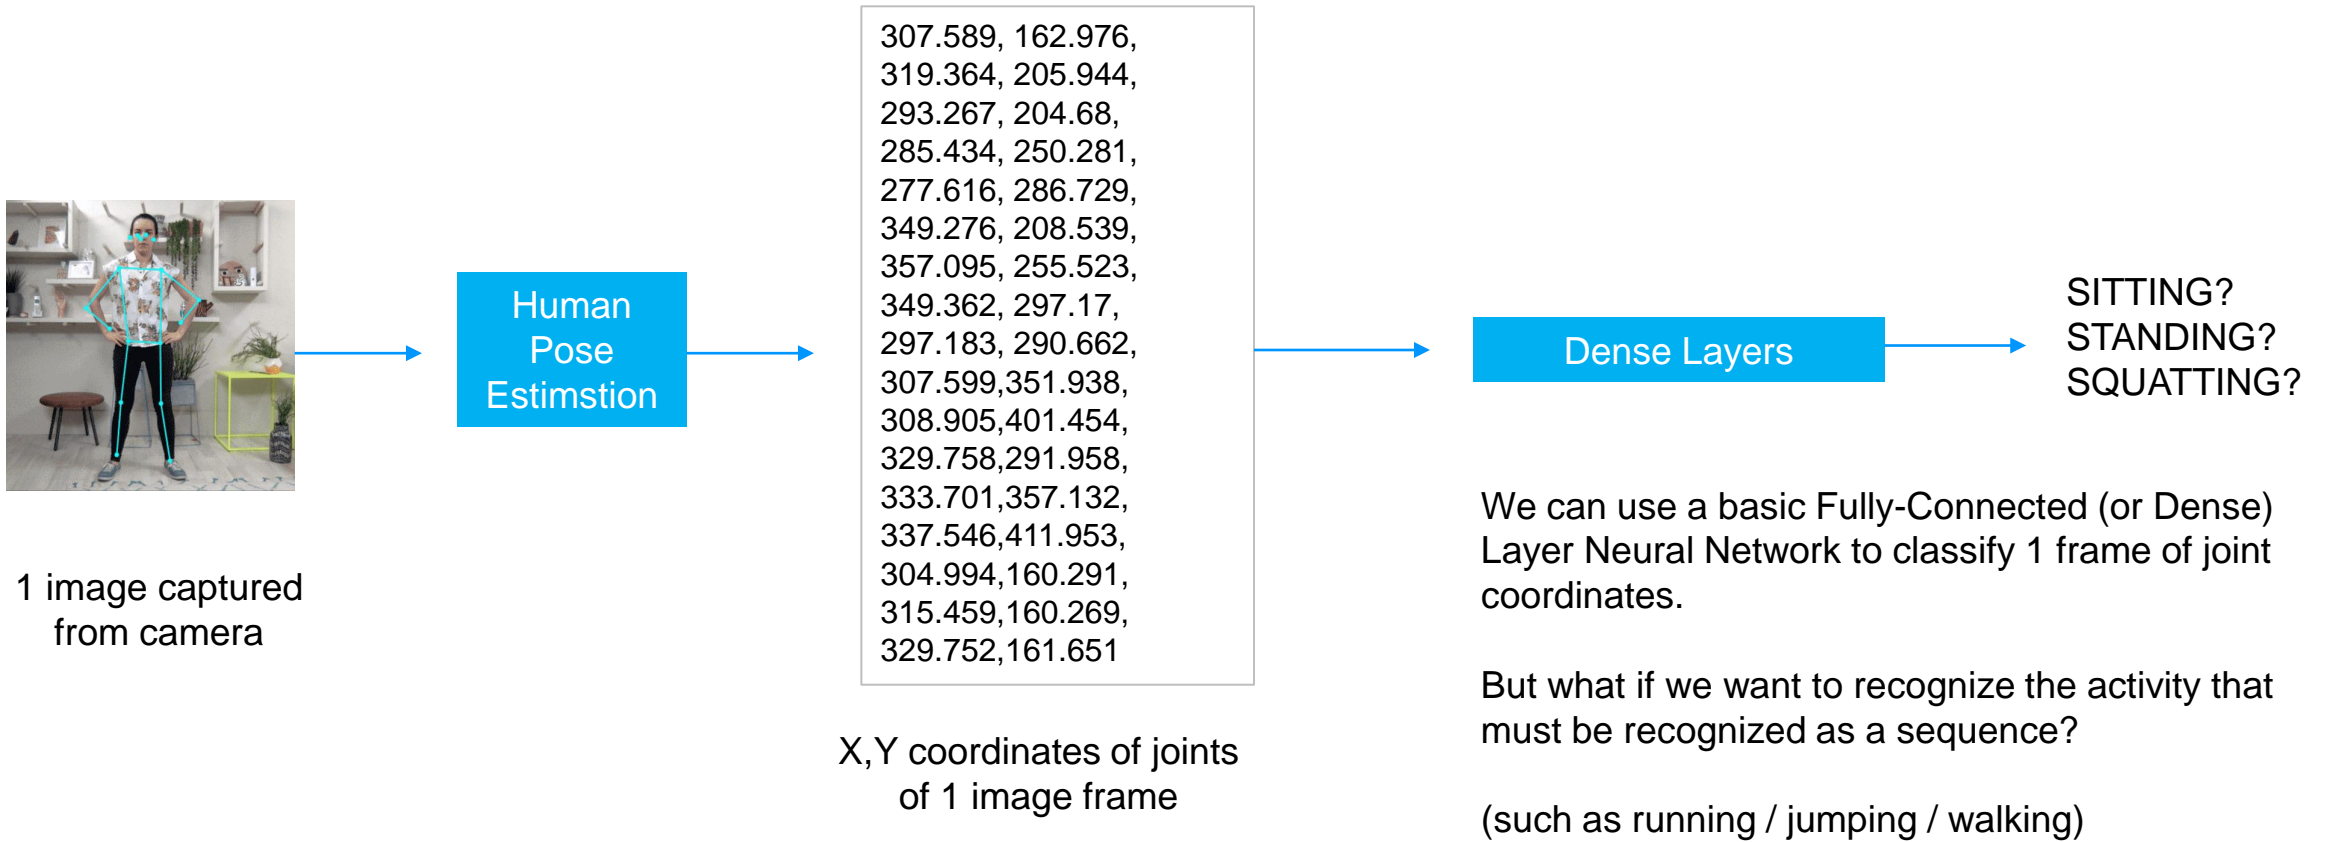 307.589, 162.976,
319.364, 205.944,
293.267, 204.68,
285.434, 250.281,
277.616, 286.729,
349.276, 208.539,
357.095, 255.523,
349.362, 297.17,
297.183, 290.662,
307.599,351.938,
308.905,401.454,
329.758,291.958,
333.701,357.132,
337.546,411.953,
304.994,160.291,
315.459,160.269,
329.752,161.651
Human
Pose
Estimstion
Dense Layers
SITTING?
STANDING?
SQUATTING?
1 image captured
from camera
X,Y coordinates of joints
of 1 image frame
We can use a basic Fully-Connected (or Dense)
Layer Neural Network to classify 1 frame of joint
coordinates.
But what if we want to recognize the activity that
must be recognized as a sequence?
(such as running / jumping / walking)